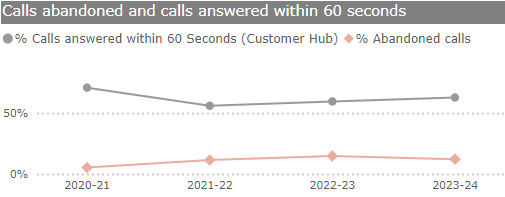 Calls abandoned and calls answered within 60 seconds
% Calls answered within 60 Seconds (Customer Hub) % Abandoned calls
50%
0%
2020-21 2021-22 2022-23 2023-24